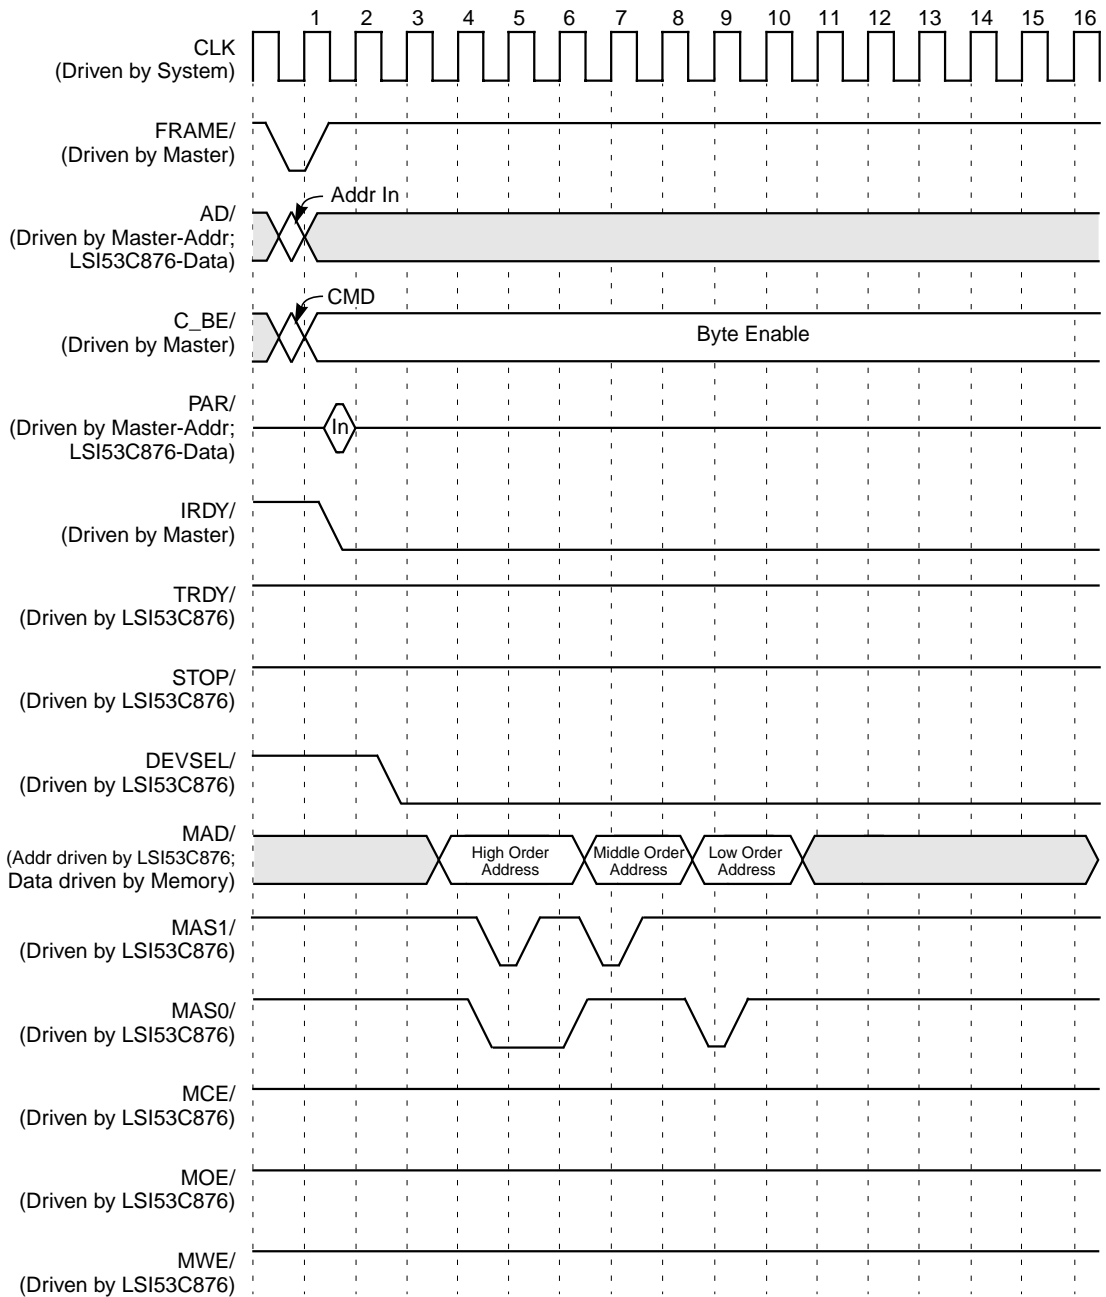 1 2 3 4 5 6 7 8 9 10 11 12 13 14 15 16
CLK
(Driven by System)
FRAME/
(Driven by Master)
Addr In
AD/
(Driven by Master-Addr;
LSI53C876-Data)
CMD
C_BE/
(Driven by Master)
Byte Enable
PAR/
(Driven by Master-Addr;
LSI53C876-Data)
In
IRDY/
(Driven by Master)
TRDY/
(Driven by LSI53C876)
STOP/
(Driven by LSI53C876)
DEVSEL/
(Driven by LSI53C876)
MAD/
(Addr driven by LSI53C876;
Data driven by Memory)
High Order
Address
Middle Order
Address
Low Order
Address
MAS1/
(Driven by LSI53C876)
MAS0/
(Driven by LSI53C876)
MCE/
(Driven by LSI53C876)
MOE/
(Driven by LSI53C876)
MWE/
(Driven by LSI53C876)